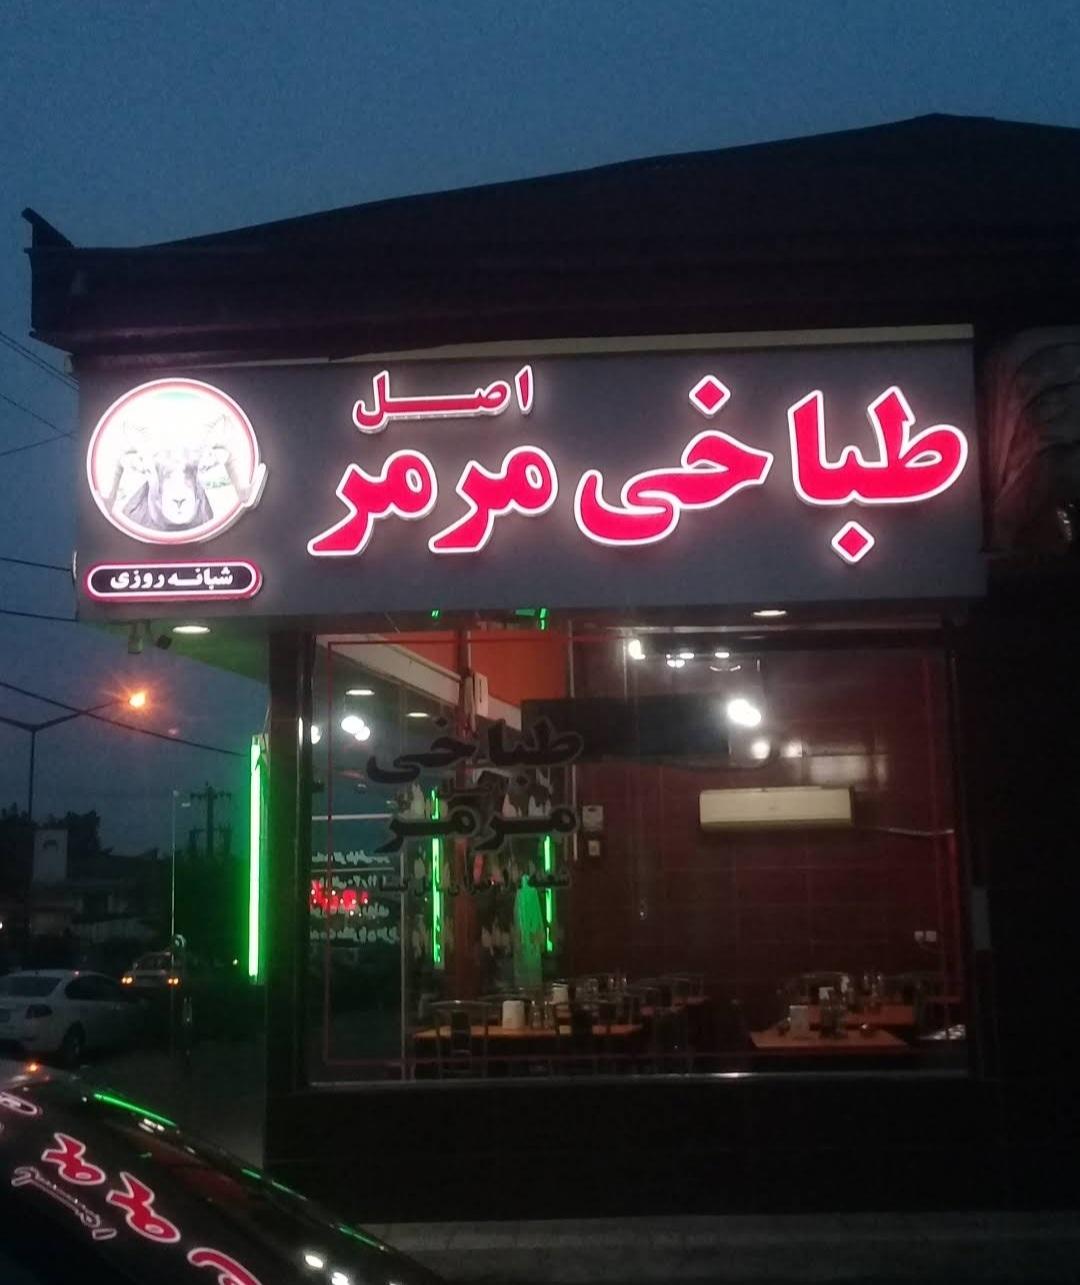 اصل
طباخی مرمر
شبانه روزی
طباخی
مرمر